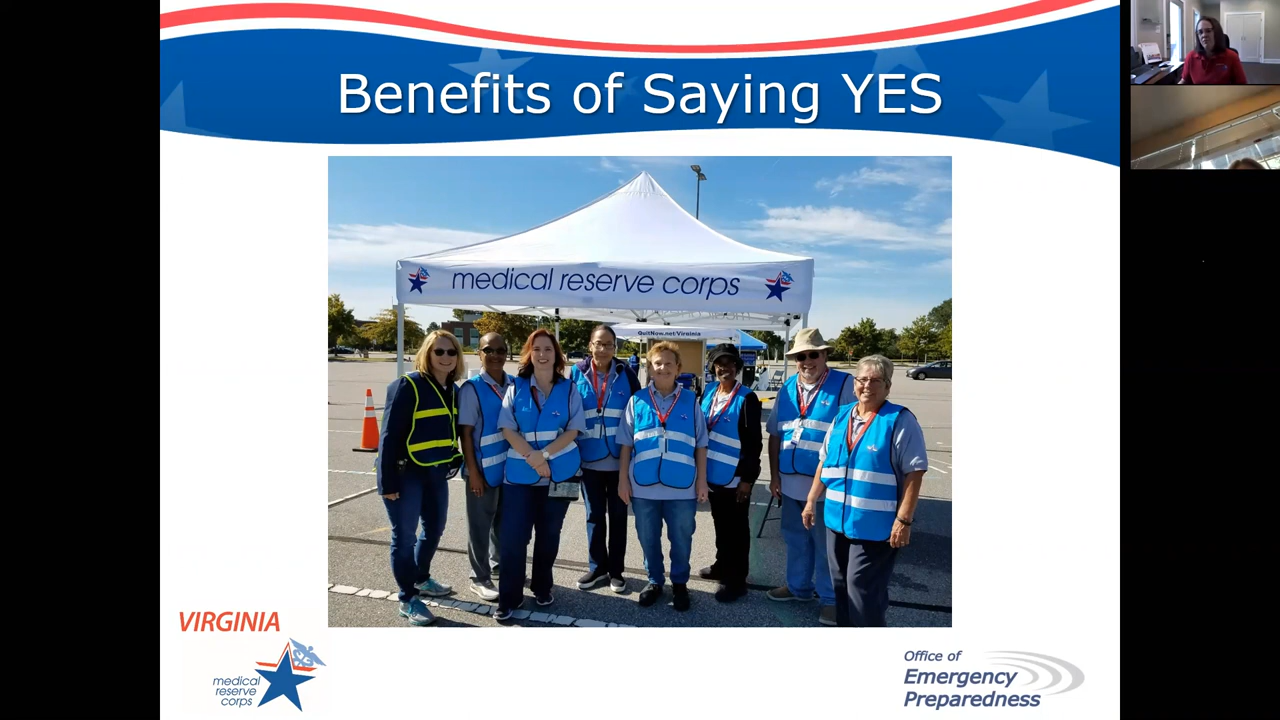 Benefits of Saying YES
medical reserve corps
QuitNow.net/Virginia
VIRGINIA
medical
reserve
corps
Office of
Emergency
Preparedness